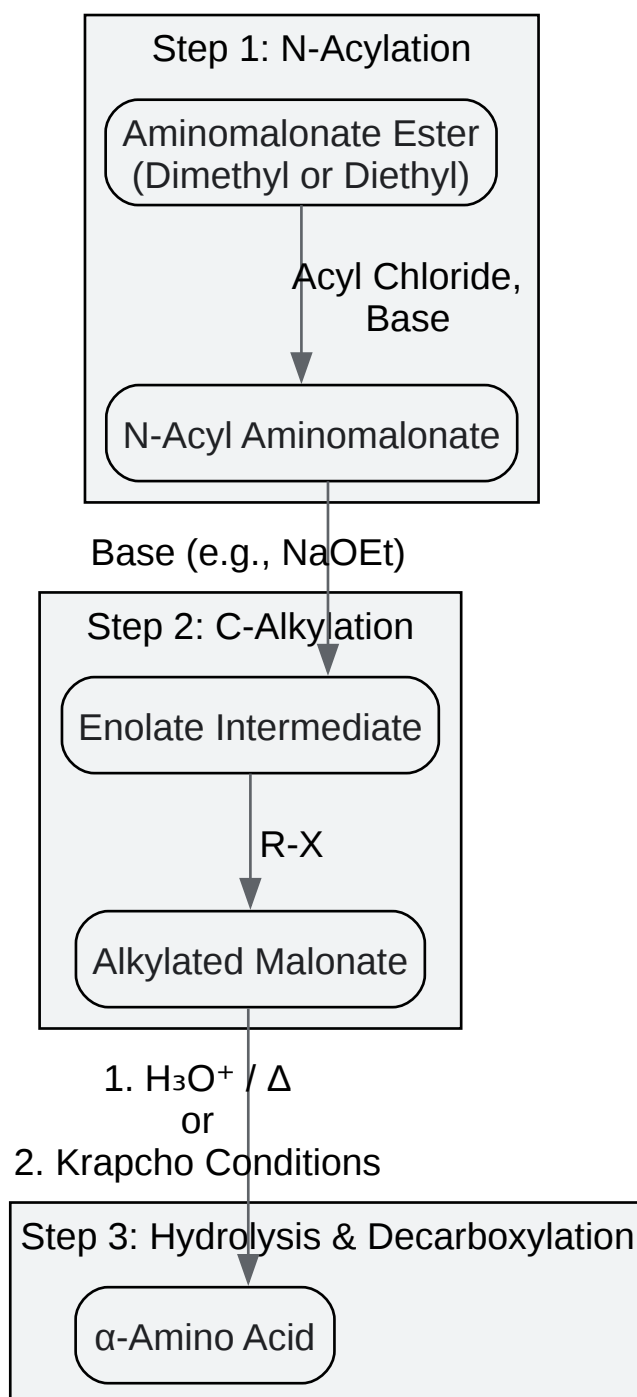 Step 1: N-Acylation
Aminomalonate Ester
(Dimethyl or Diethyl)
Acyl Chloride,
Base
N-Acyl Aminomalonate
Base (e.g., NaOEt)
Step 2: C-Alkylation
Enolate Intermediate
R-X
Alkylated Malonate
1. H₃O⁺ / Δ
or
2. Krapcho Conditions
Step 3: Hydrolysis & Decarboxylation
α-Amino Acid